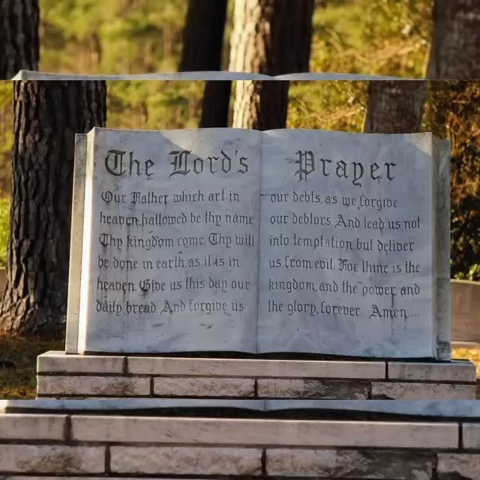 The Lord's Prayer
Our Father which art in
heaven, hallowed be thy name
Thy kingdom come. Thy will
be done in earth, as it is in
heaven. Give us this day our
daily bread. And forgive us
our debts, as we forgive
our debtors. And lead us not
into temptation, but deliver
us from evil. For thine is the
kingdom, and the power, and
the glory, forever. Amen...